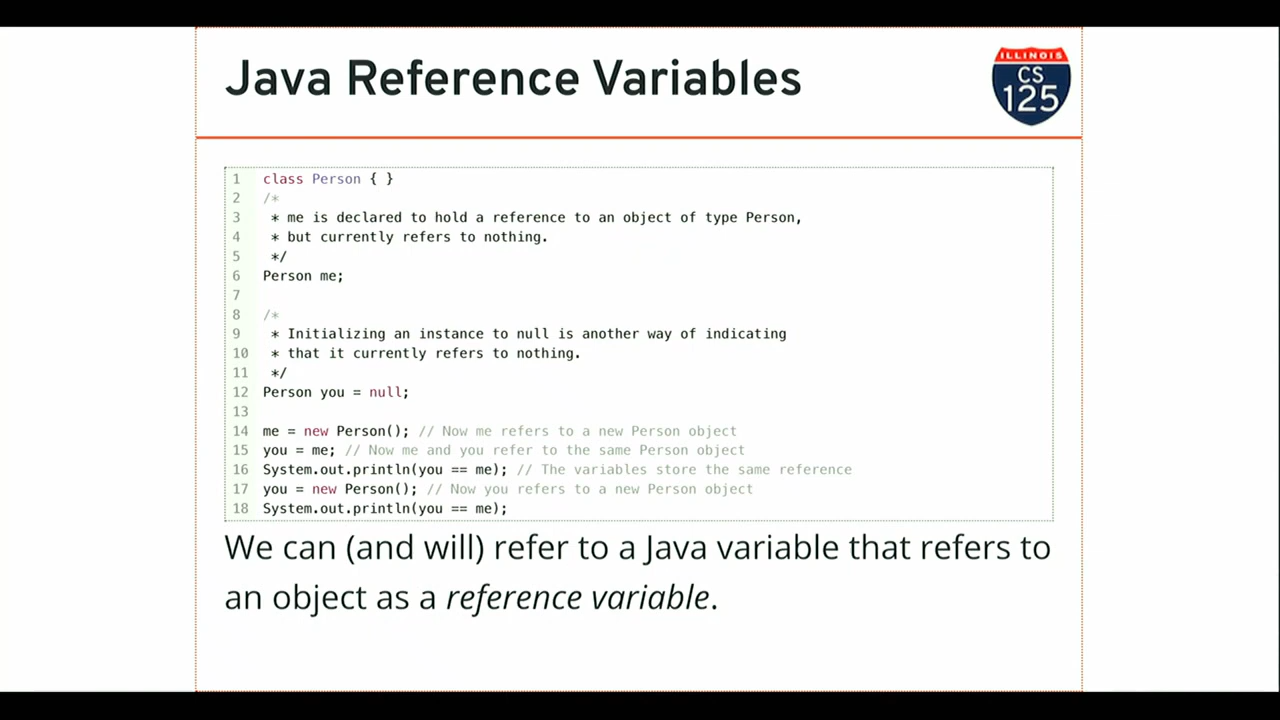 Java Reference Variables
ILLINOIS
CS
125
1 class Person { }
2 /*
3  * me is declared to hold a reference to an object of type Person,
4  * but currently refers to nothing.
5  */
6 Person me;
7
8 /*
9  * Initializing an instance to null is another way of indicating
10  * that it currently refers to nothing.
11  */
12 Person you = null;
13
14 me = new Person(); // Now me refers to a new Person object
15 you = me; // Now me and you refer to the same Person object
16 System.out.println(you == me); // The variables store the same reference
17 you = new Person(); // Now you refers to a new Person object
18 System.out.println(you == me);
We can (and will) refer to a Java variable that refers to
an object as a reference variable.